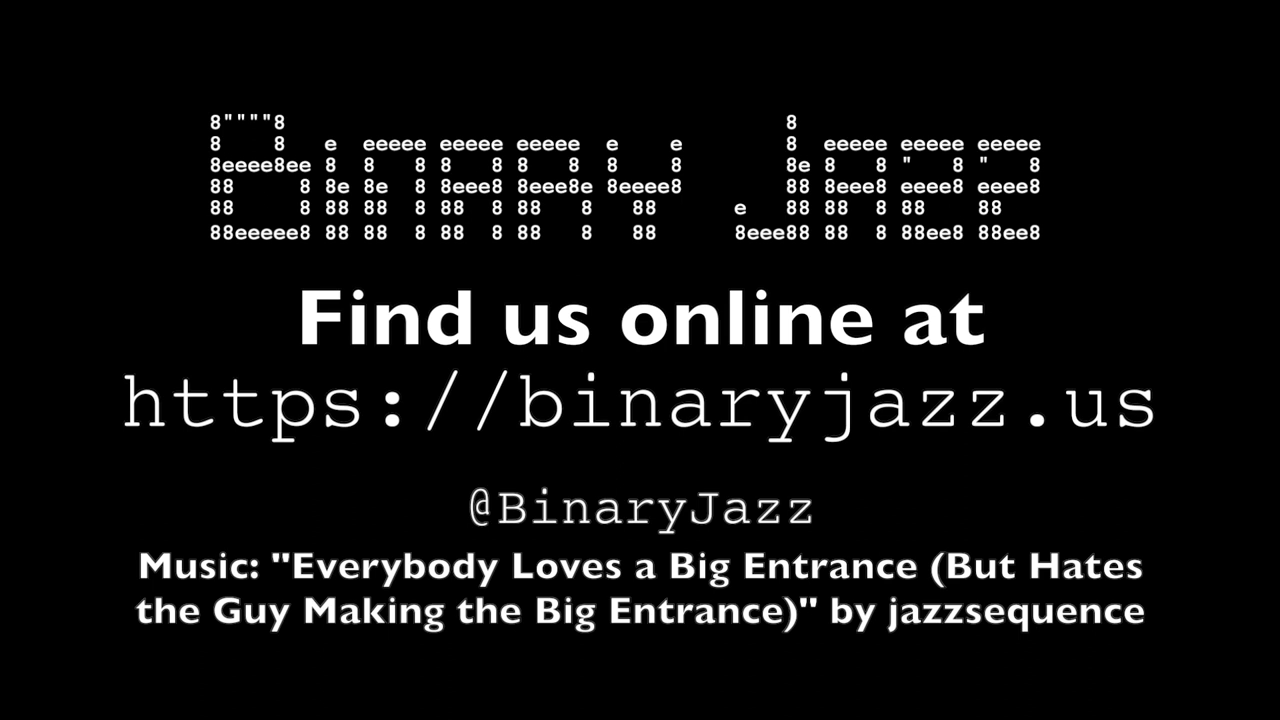 Binary Jazz
Find us online at
https://binaryjazz.us
@BinaryJazz
Music: "Everybody Loves a Big Entrance (But Hates
the Guy Making the Big Entrance)" by jazzsequence